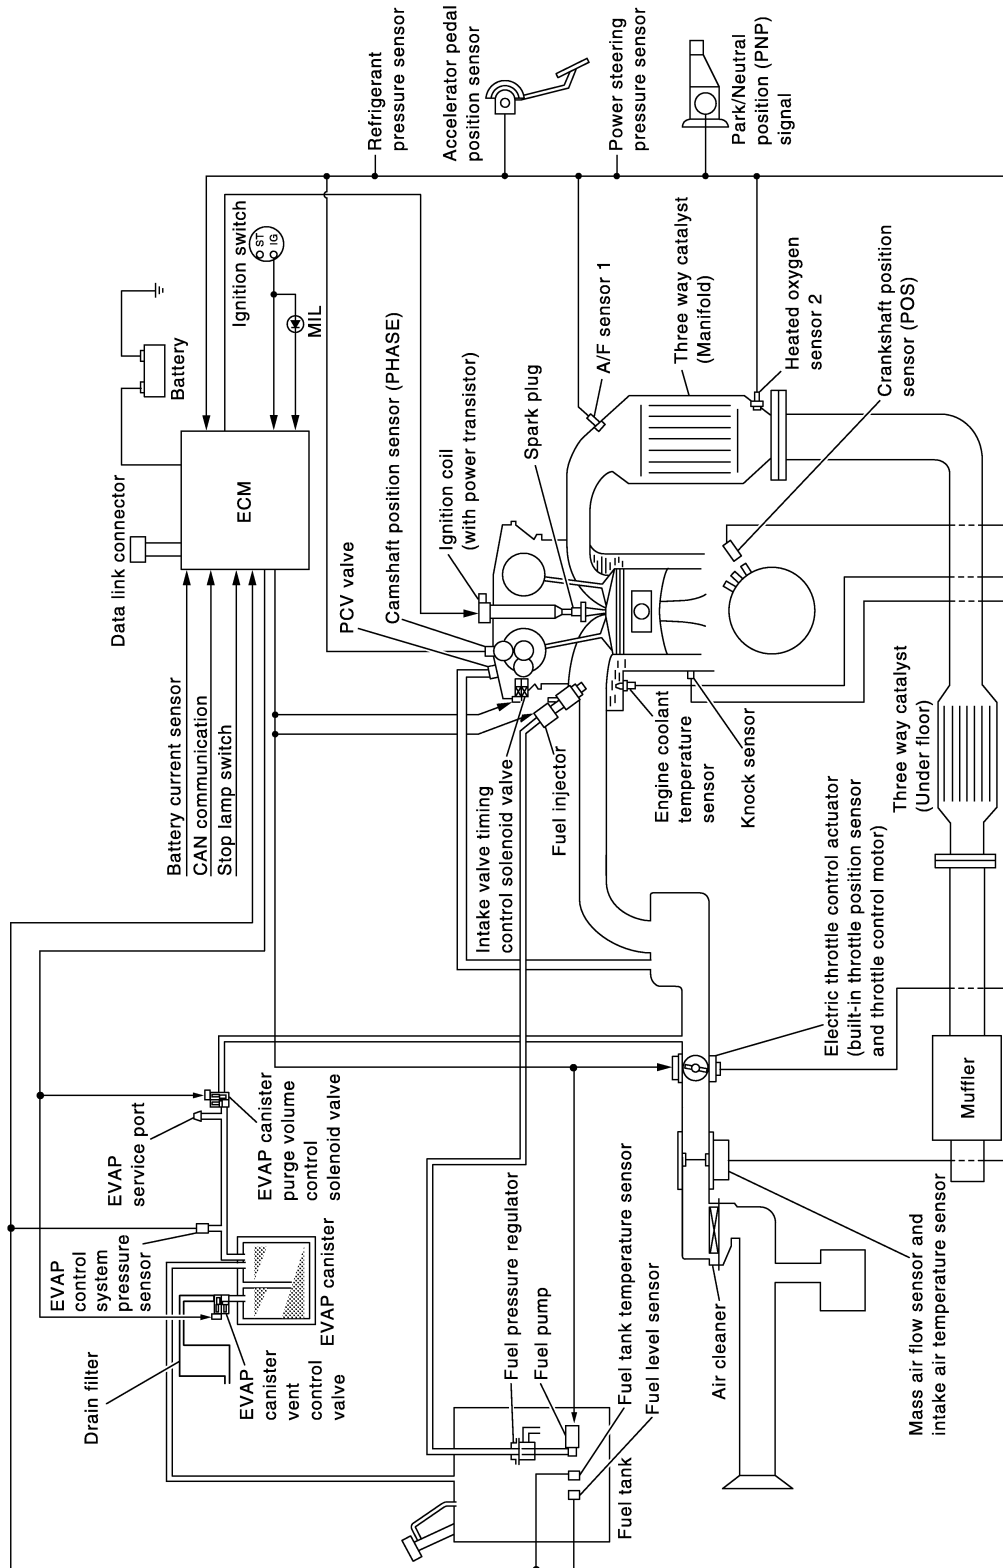 Drain filter
EVAP
canister
vent
control
valve
EVAP
control
system
pressure
sensor
EVAP canister
EVAP
service port
EVAP canister
purge volume
control
solenoid valve
Fuel pressure regulator
Fuel pump
Fuel tank temperature sensor
Fuel level sensor
Fuel tank
Air cleaner
Mass air flow sensor and
intake air temperature sensor
Muffler
Electric throttle control actuator
(built-in throttle position sensor
and throttle control motor)
Three way catalyst
(Under floor)
Battery current sensor
CAN communication
Stop lamp switch
Intake valve timing
control solenoid valve
Fuel injector
Engine coolant
temperature
sensor
Knock sensor
Data link connector
ECM
Battery
Ignition switch
ST
IG
MIL
PCV valve
Camshaft position sensor (PHASE)
Ignition coil
(with power transistor)
Spark plug
A/F sensor 1
Three way catalyst
(Manifold)
Heated oxygen
sensor 2
Crankshaft position
sensor (POS)
Refrigerant
pressure sensor
Accelerator pedal
position sensor
Power steering
pressure sensor
Park/Neutral
position (PNP)
signal